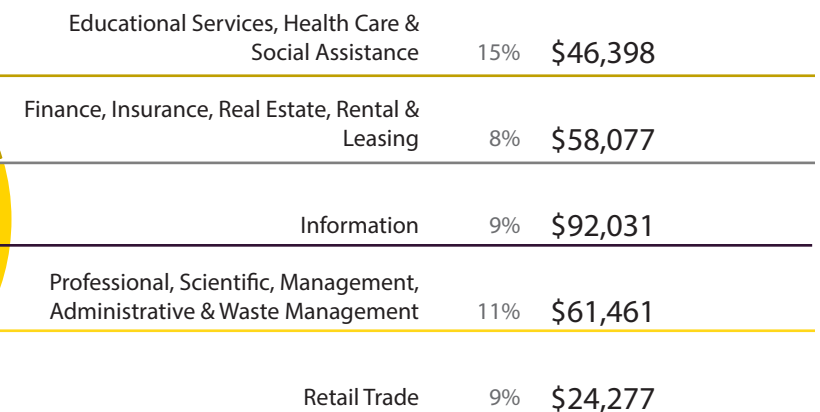 Educational Services, Health Care &
Social Assistance 15% $46,398
Finance, Insurance, Real Estate, Rental &
Leasing 8% $58,077
Information 9% $92,031
Professional, Scientific, Management,
Administrative & Waste Management 11% $61,461
Retail Trade 9% $24,277